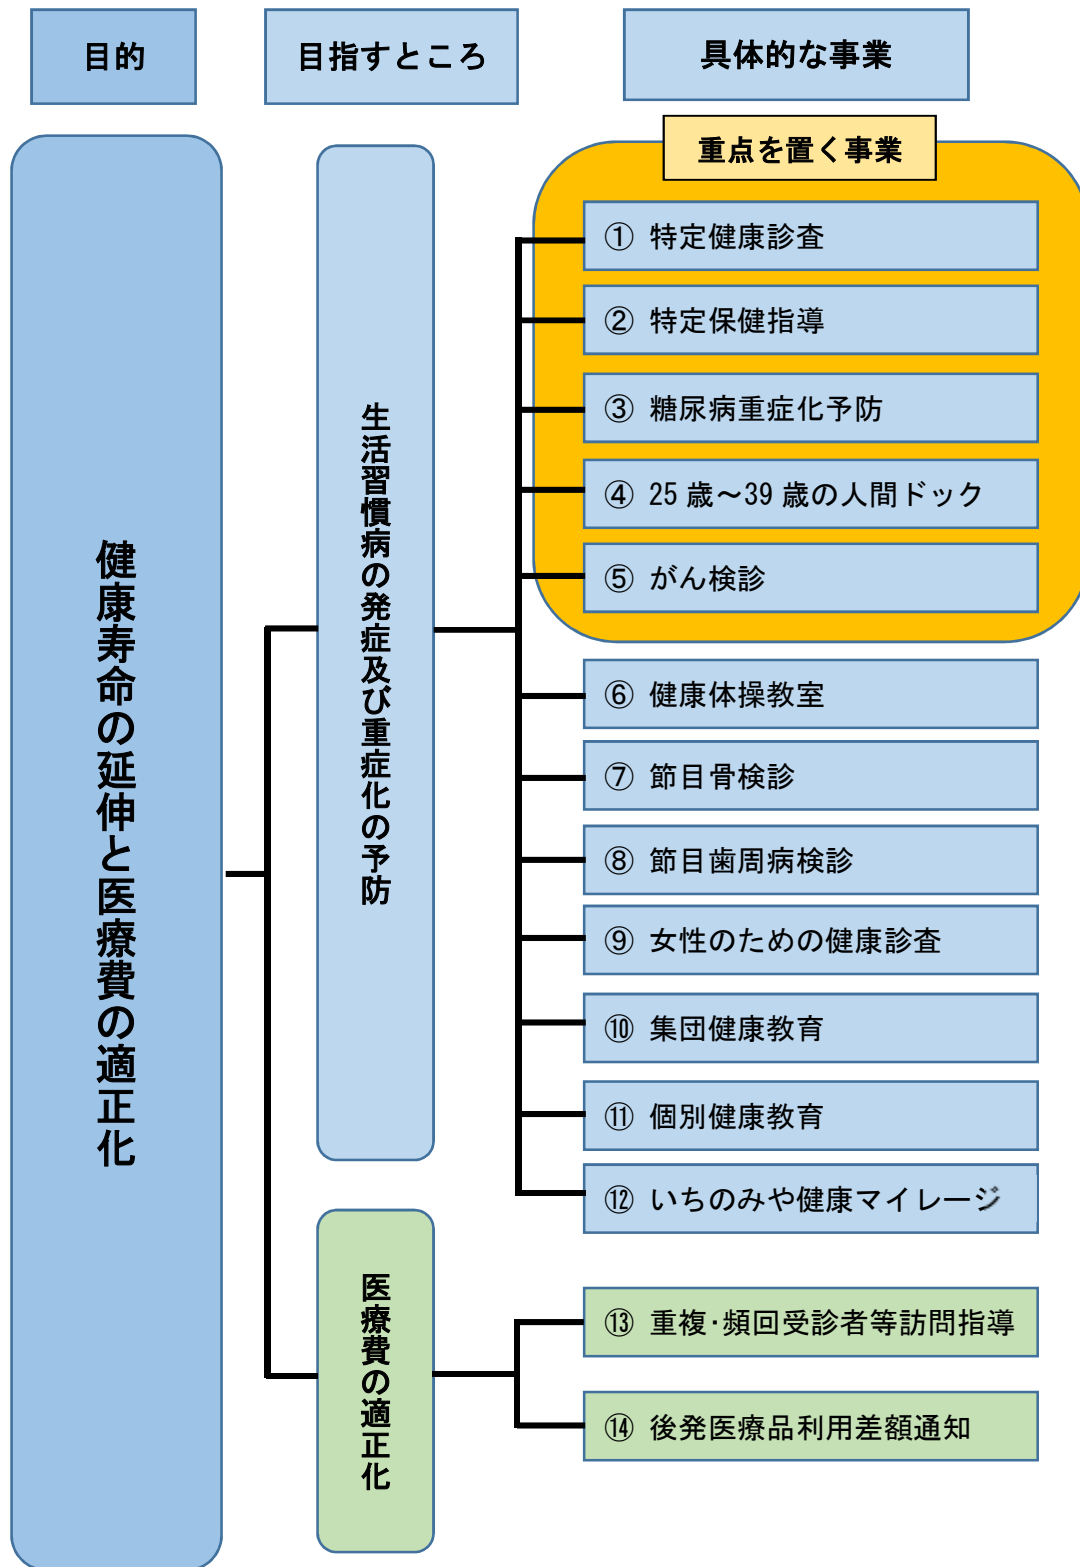 目的
目指すところ
具体的な事業
健康寿命の延伸と医療費の適正化
生活習慣病の発症及び重症化の予防
重点を置く事業
① 特定健康診査
② 特定保健指導
③ 糖尿病重症化予防
④ 25歳～39歳の人間ドック
⑤ がん検診
⑥ 健康体操教室
⑦ 節目骨検診
⑧ 節目歯周病検診
⑨ 女性のための健康診査
⑩ 集団健康教育
⑪ 個別健康教育
⑫ いちのみや健康マイレージ
医療費の適正化
⑬ 重複・頻回受診者等訪問指導
⑭ 後発医療品利用差額通知